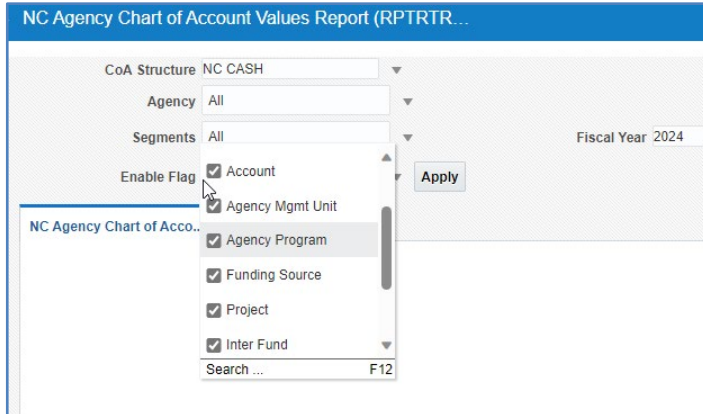 NC Agency Chart of Account Values Report (RPTRTR...
CoA Structure NC CASH
Agency All
Segments All
Fiscal Year 2024
Enable Flag
Apply
Account
Agency Mgmt Unit
NC Agency Chart of Acco..
Agency Program
Funding Source
Project
Inter Fund
Search ... F12